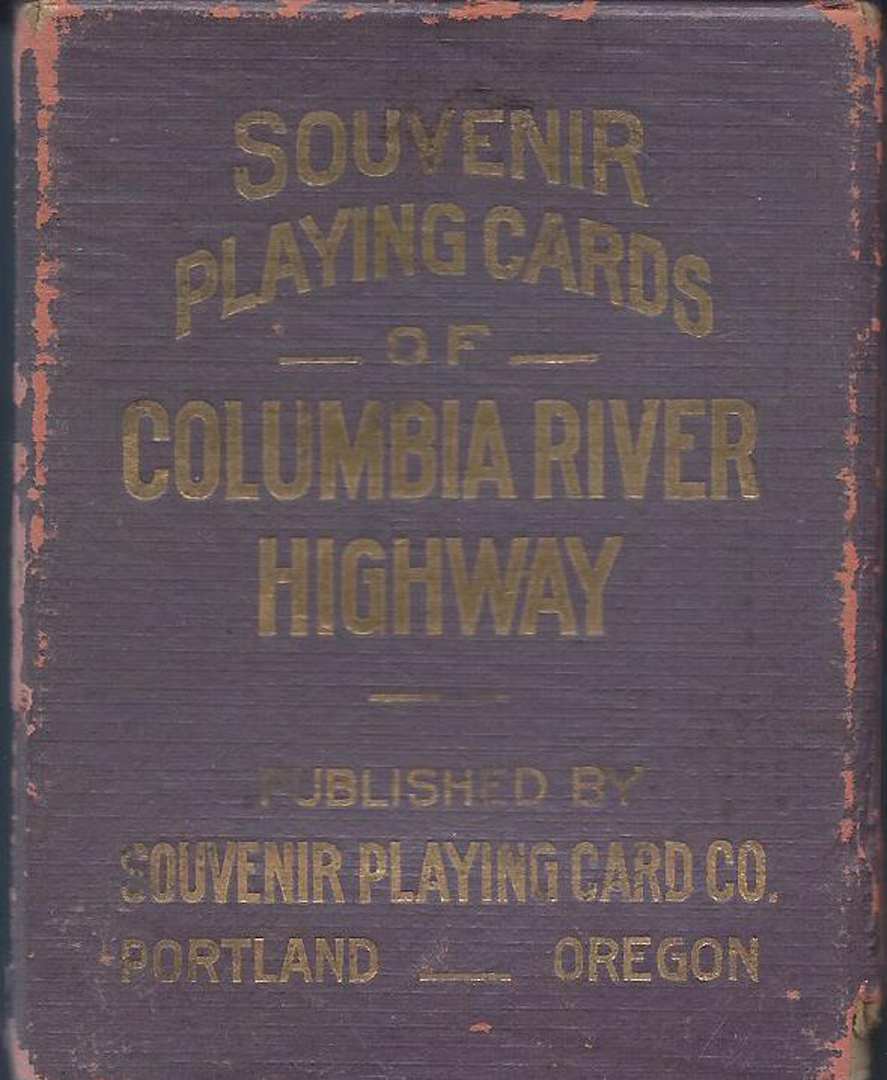 SOUVENIR
PLAYING CARDS
OF
COLUMBIA RIVER
HIGHWAY
PUBLISHED BY
SOUVENIR PLAYING CARD CO.
PORTLAND — OREGON